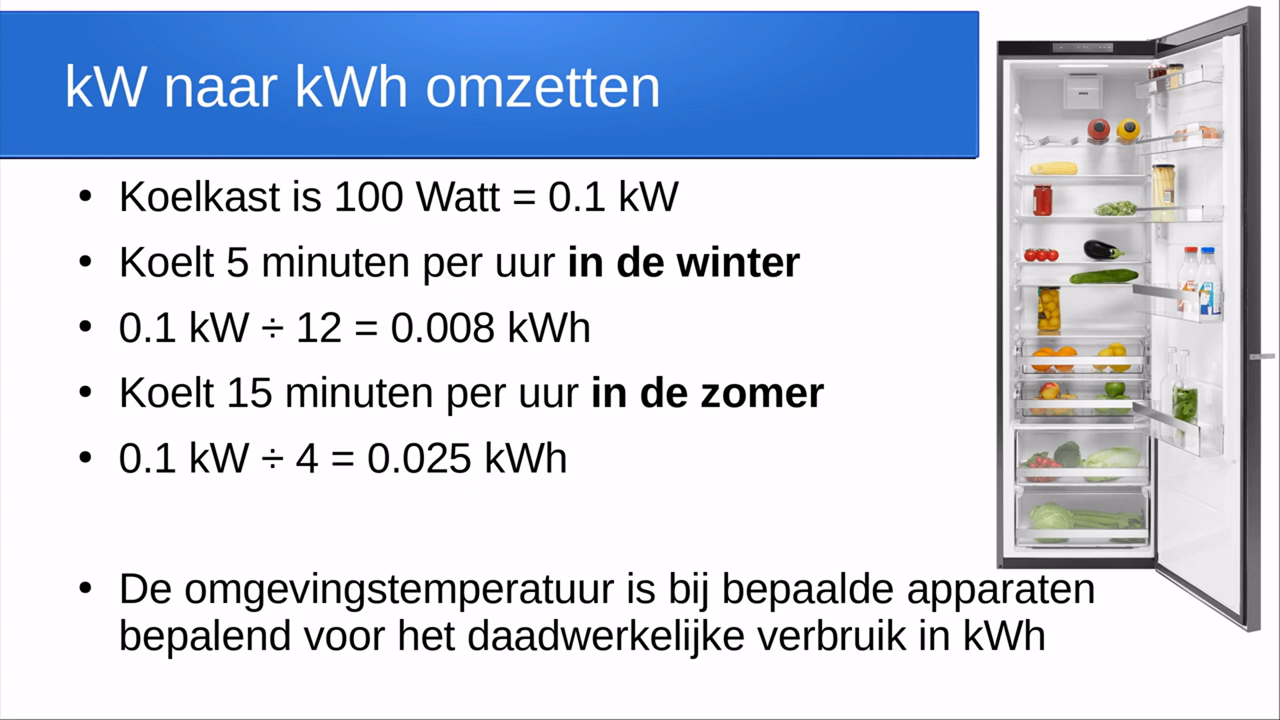 kW naar kWh omzetten
• Koelkast is 100 Watt = 0.1 kW
• Koelt 5 minuten per uur in de winter
• 0.1 kW ÷ 12 = 0.008 kWh
• Koelt 15 minuten per uur in de zomer
• 0.1 kW ÷ 4 = 0.025 kWh
• De omgevingstemperatuur is bij bepaalde apparaten
bepalend voor het daadwerkelijke verbruik in kWh